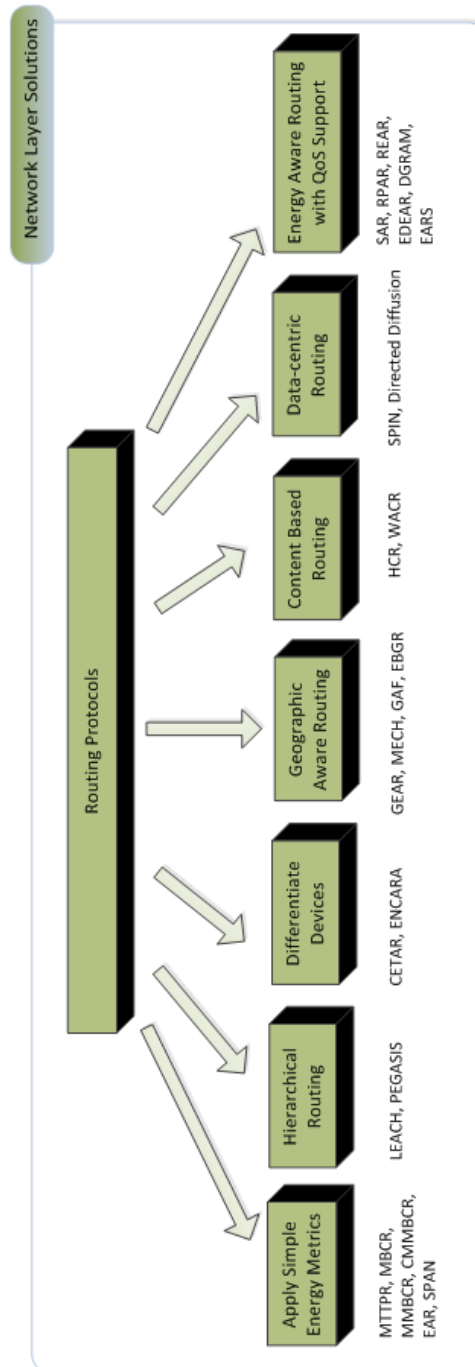 Network Layer Solutions
Routing Protocols
Apply Simple
Energy Metrics
MTTPR, MBCR,
MMBCR, CMMBCR,
EAR, SPAN
Hierarchical
Routing
LEACH, PEGASIS
Differentiate
Devices
CETAR, ENCARA
Geographic
Aware Routing
GEAR, MECH, GAF, EBGR
Content Based
Routing
HCR, WACR
Data-centric
Routing
SPIN, Directed Diffusion
Energy Aware Routing
with QoS Support
SAR, RPAR, REAR,
EDEAR, DGRAM,
EARS